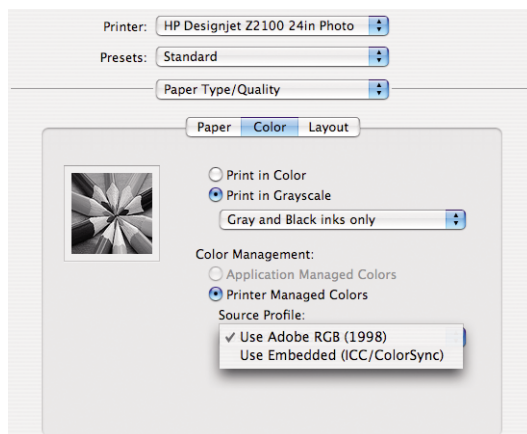 Printer: HP Designjet Z2100 24in Photo
Presets: Standard
Paper Type/Quality
Paper Color Layout
Print in Color
Print in Grayscale
Gray and Black inks only
Color Management:
Application Managed Colors
Printer Managed Colors
Source Profile:
✓ Use Adobe RGB (1998)
Use Embedded (ICC/ColorSync)